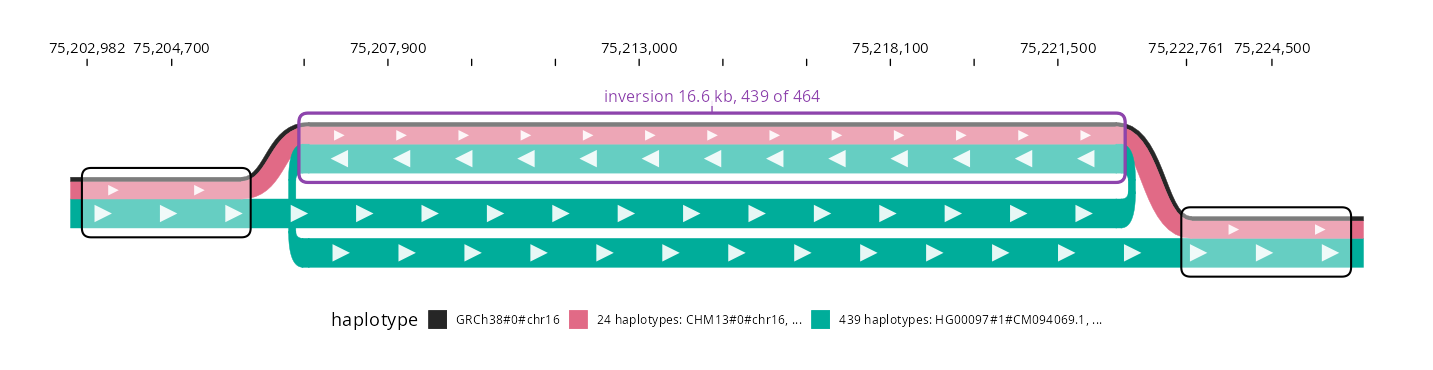 75,202,982 75,204,700 75,207,900 75,213,000 75,218,100 75,221,500 75,222,761 75,224,500
inversion 16.6 kb, 439 of 464
haplotype GRCh38#0#chr16 24 haplotypes: CHM13#0#chr16, ... 439 haplotypes: HG00097#1#CM094069.1, ...